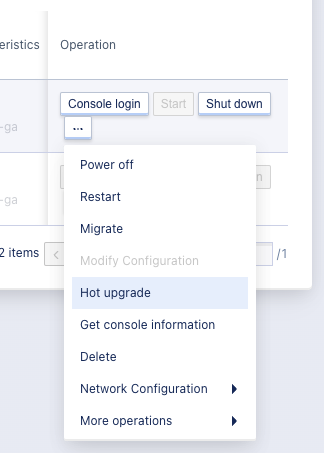 eristics Operation
Console login Start Shut down
-ga ...
Power off
-ga n
Restart
Migrate
2 items < Modify Configuration /1
Hot upgrade
Get console information
Delete
Network Configuration
More operations